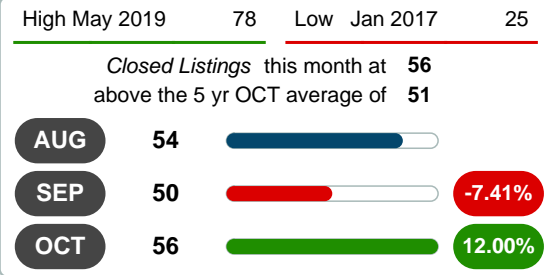 High May 2019 78 Low Jan 2017 25
Closed Listings this month at 56
above the 5 yr OCT average of 51
AUG 54
SEP 50 -7.41%
OCT 56 12.00%